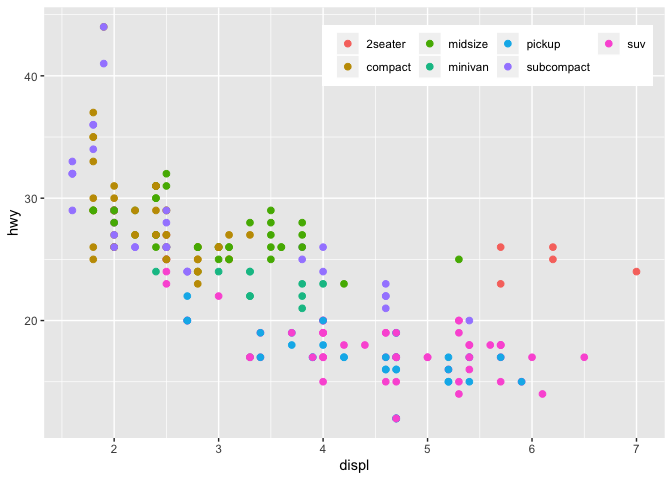 2seater midsize pickup suv
compact minivan subcompact
40
30
20
hwy
2 3 4 5 6 7
displ